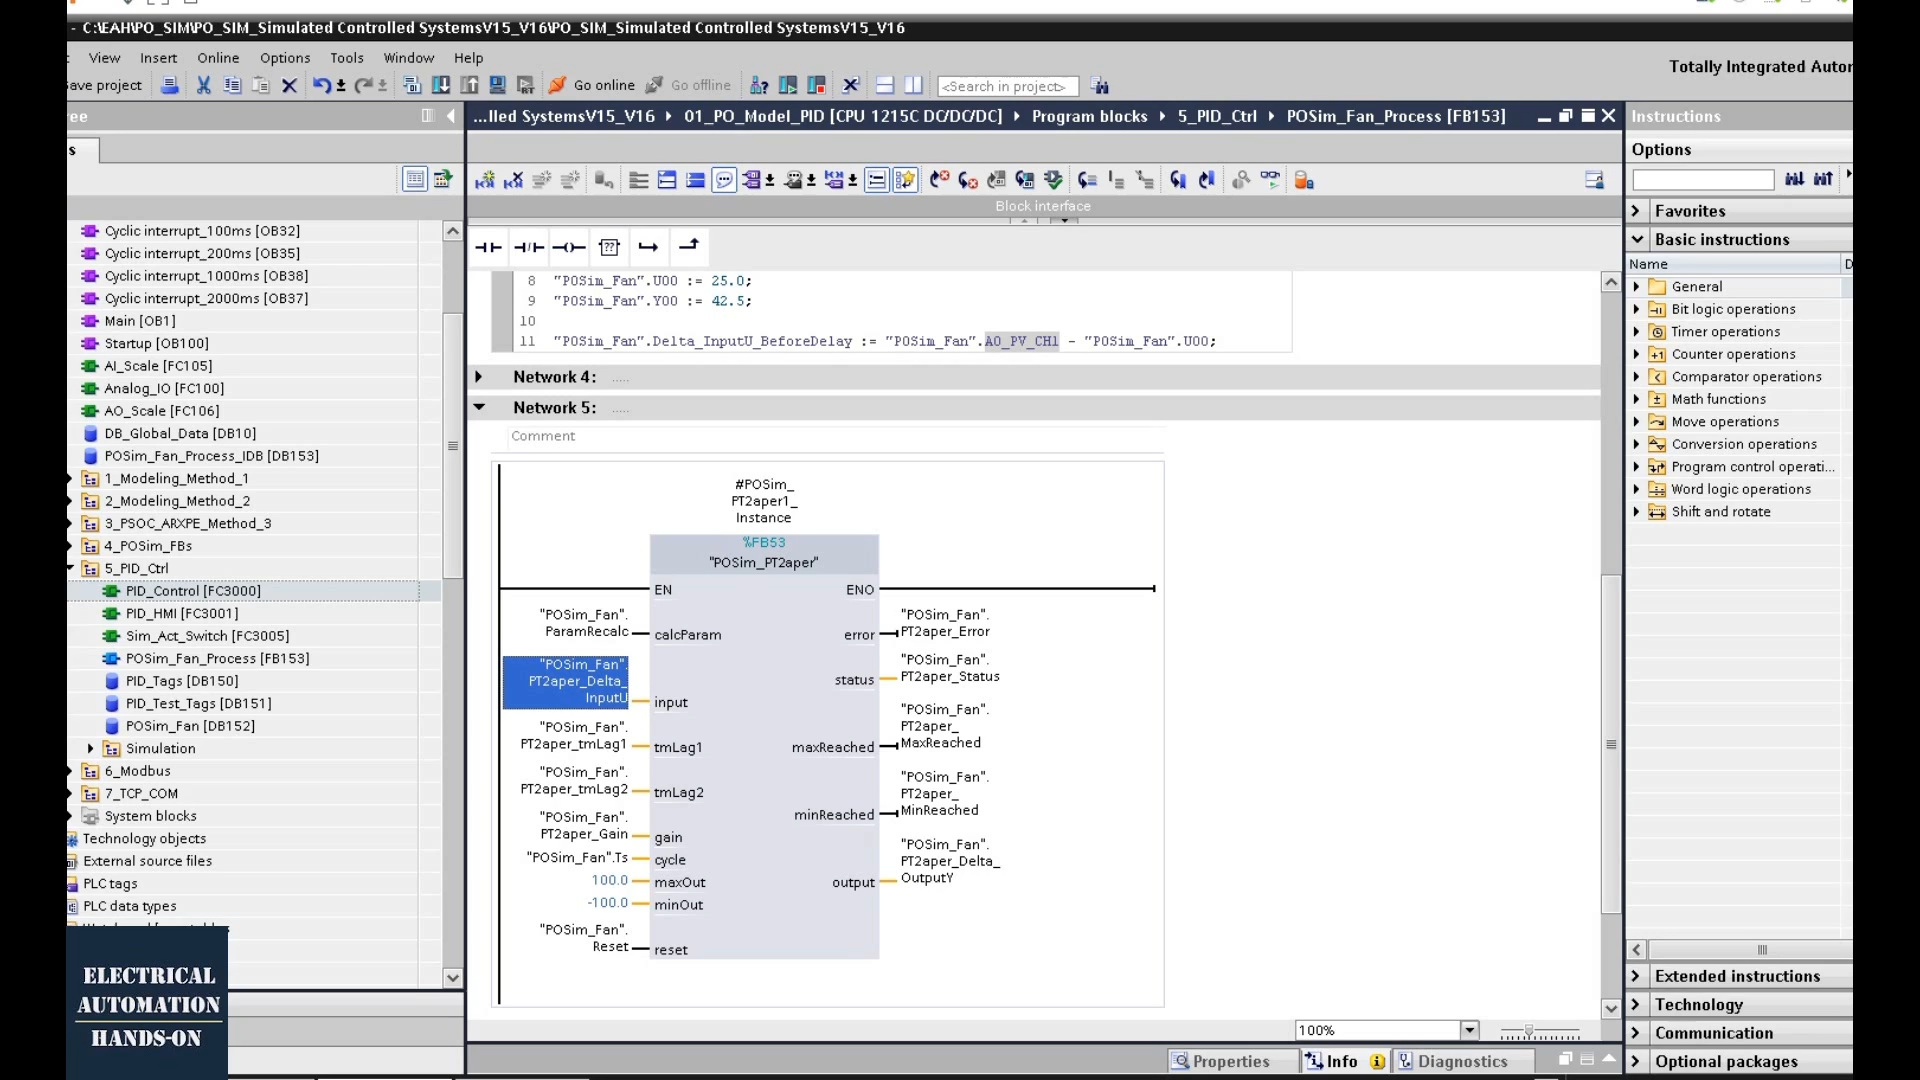 - C:\EAH\PO_SIM\PO_SIM_Simulated Controlled SystemsV15_V16\PO_SIM_Simulated Controlled SystemsV15_V16
View Insert Online Options Tools Window Help
Totally Integrated Autor
ave project
Go online
Go offline
<Search in project>
ee
...lled SystemsV15_V16 ▸ 01_PO_Model_PID [CPU 1215C DC/DC/DC] ▸ Program blocks ▸ 5_PID_Ctrl ▸ POSim_Fan_Process [FB153]
Instructions
s
Options
Block interface
Cyclic interrupt_100ms [OB32]
Cyclic interrupt_200ms [OB35]
Cyclic interrupt_1000ms [OB38]
Cyclic interrupt_2000ms [OB37]
Main [OB1]
Startup [OB100]
AI_Scale [FC105]
Analog_IO [FC100]
AO_Scale [FC106]
DB_Global_Data [DB10]
POSim_Fan_Process_IDB [DB153]
1_Modeling_Method_1
2_Modeling_Method_2
3_PSOC_ARXPE_Method_3
4_POSim_FBs
5_PID_Ctrl
PID_Control [FC3000]
PID_HMI [FC3001]
Sim_Act_Switch [FC3005]
POSim_Fan_Process [FB153]
PID_Tags [DB150]
PID_Test_Tags [DB151]
POSim_Fan [DB152]
Simulation
6_Modbus
7_TCP_COM
System blocks
Technology objects
External source files
PLC tags
PLC data types
ELECTRICAL
AUTOMATION
HANDS-ON
??
8 "POSim_Fan".U00 := 25.0;
9 "POSim_Fan".Y00 := 42.5;
10
11 "POSim_Fan".Delta_InputU_BeforeDelay := "POSim_Fan".AO_PV_CH1 - "POSim_Fan".U00;
Network 4: .....
Network 5: .....
Comment
#POSim_
PT2aper1_
Instance
%FB53
"POSim_PT2aper"
EN
ENO
"POSim_Fan".
ParamRecalc
calcParam
"POSim_Fan".
PT2aper_Delta_
InputU
input
"POSim_Fan".
PT2aper_tmLag1
tmLag1
"POSim_Fan".
PT2aper_tmLag2
tmLag2
"POSim_Fan".
PT2aper_Gain
gain
"POSim_Fan".Ts
cycle
100.0
maxOut
-100.0
minOut
"POSim_Fan".
Reset
reset
error
"POSim_Fan".
PT2aper_Error
status
"POSim_Fan".
PT2aper_Status
maxReached
"POSim_Fan".
PT2aper_
MaxReached
minReached
"POSim_Fan".
PT2aper_
MinReached
output
"POSim_Fan".
PT2aper_Delta_
OutputY
100%
Properties
Info
Diagnostics
Favorites
Basic instructions
Name
D
General
Bit logic operations
Timer operations
Counter operations
Comparator operations
Math functions
Move operations
Conversion operations
Program control operati...
Word logic operations
Shift and rotate
Extended instructions
Technology
Communication
Optional packages